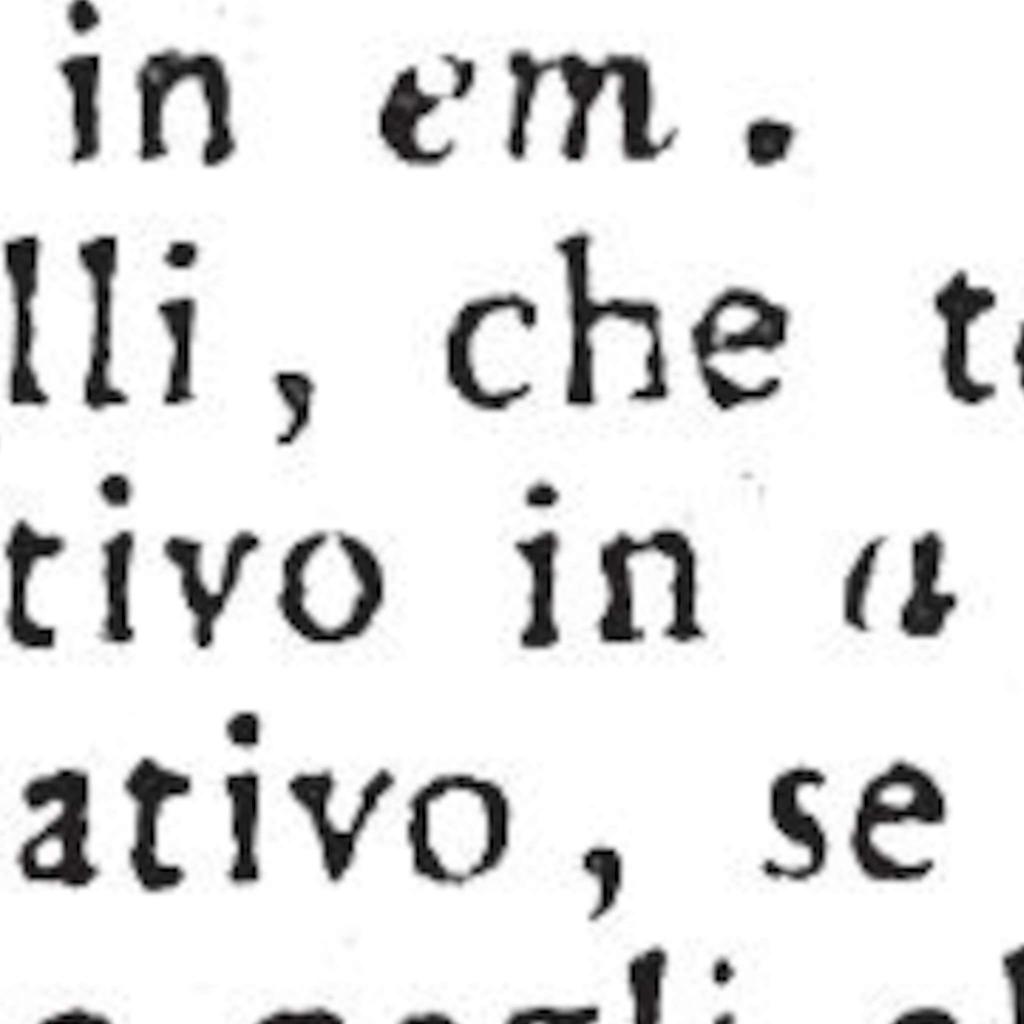 in em.
lli, che t
tivo in a
ativo, se